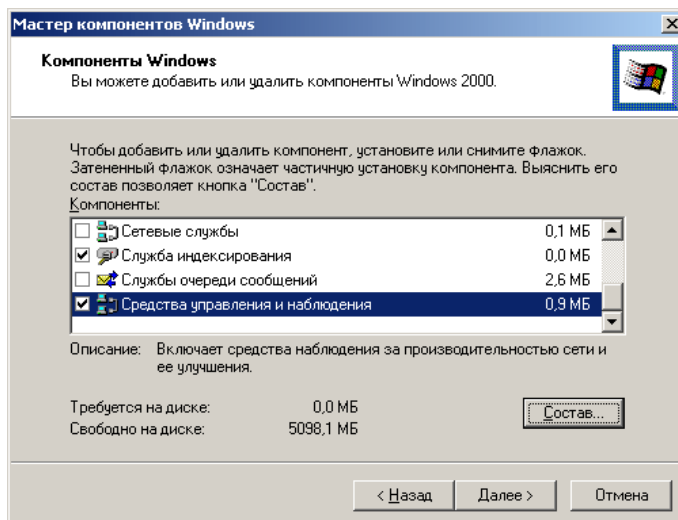 Мастер компонентов Windows
Компоненты Windows
Вы можете добавить или удалить компоненты Windows 2000.
Чтобы добавить или удалить компонент, установите или снимите флажок.
Затененный флажок означает частичную установку компонента. Выяснить его
состав позволяет кнопка "Состав".
Компоненты:
Сетевые службы 0,1 МБ
Служба индексирования 0,0 МБ
Службы очереди сообщений 2,6 МБ
Средства управления и наблюдения 0,9 МБ
Описание: Включает средства наблюдения за производительностью сети и
ее улучшения.
Требуется на диске: 0,0 МБ
Свободно на диске: 5098,1 МБ
Состав...
< Назад Далее > Отмена